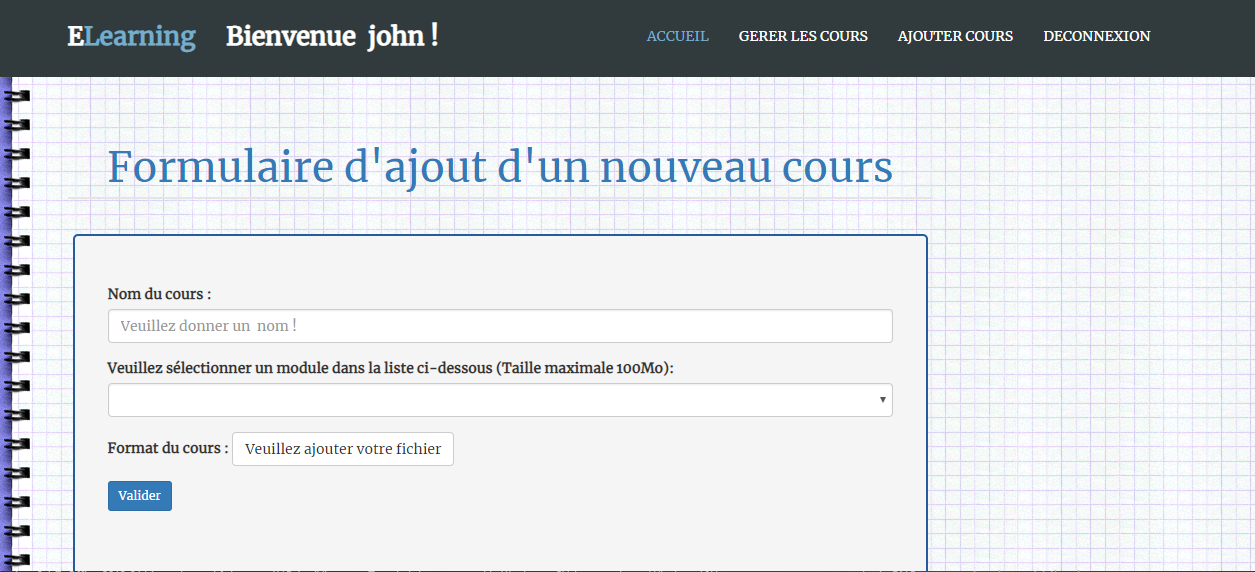 ELearning Bienvenue john ! ACCUEIL GERER LES COURS AJOUTER COURS DECONNEXION
Formulaire d'ajout d'un nouveau cours
Nom du cours :
Veuillez donner un nom !
Veuillez sélectionner un module dans la liste ci-dessous (Taille maximale 100Mo):
Format du cours : Veuillez ajouter votre fichier
Valider